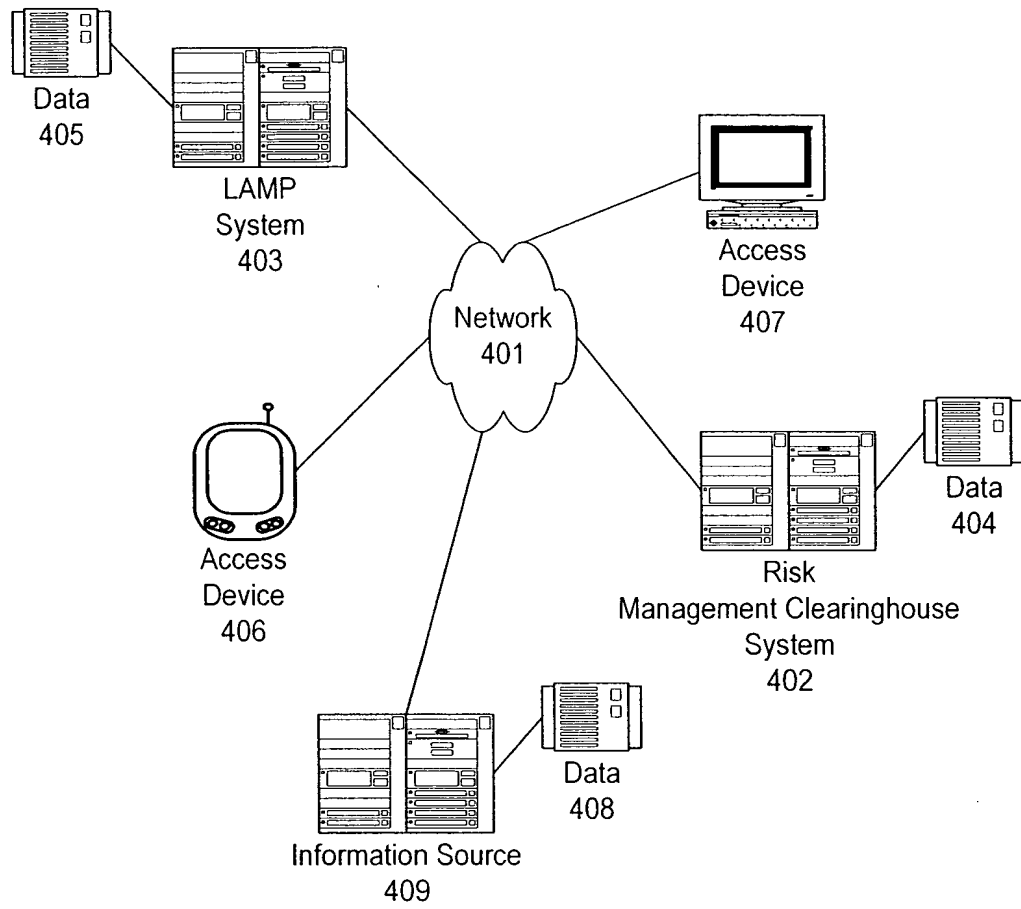 Data
405
LAMP
System
403
Access
Device
407
Network
401
Data
404
Access
Device
406
Risk
Management Clearinghouse
System
402
Data
408
Information Source
409